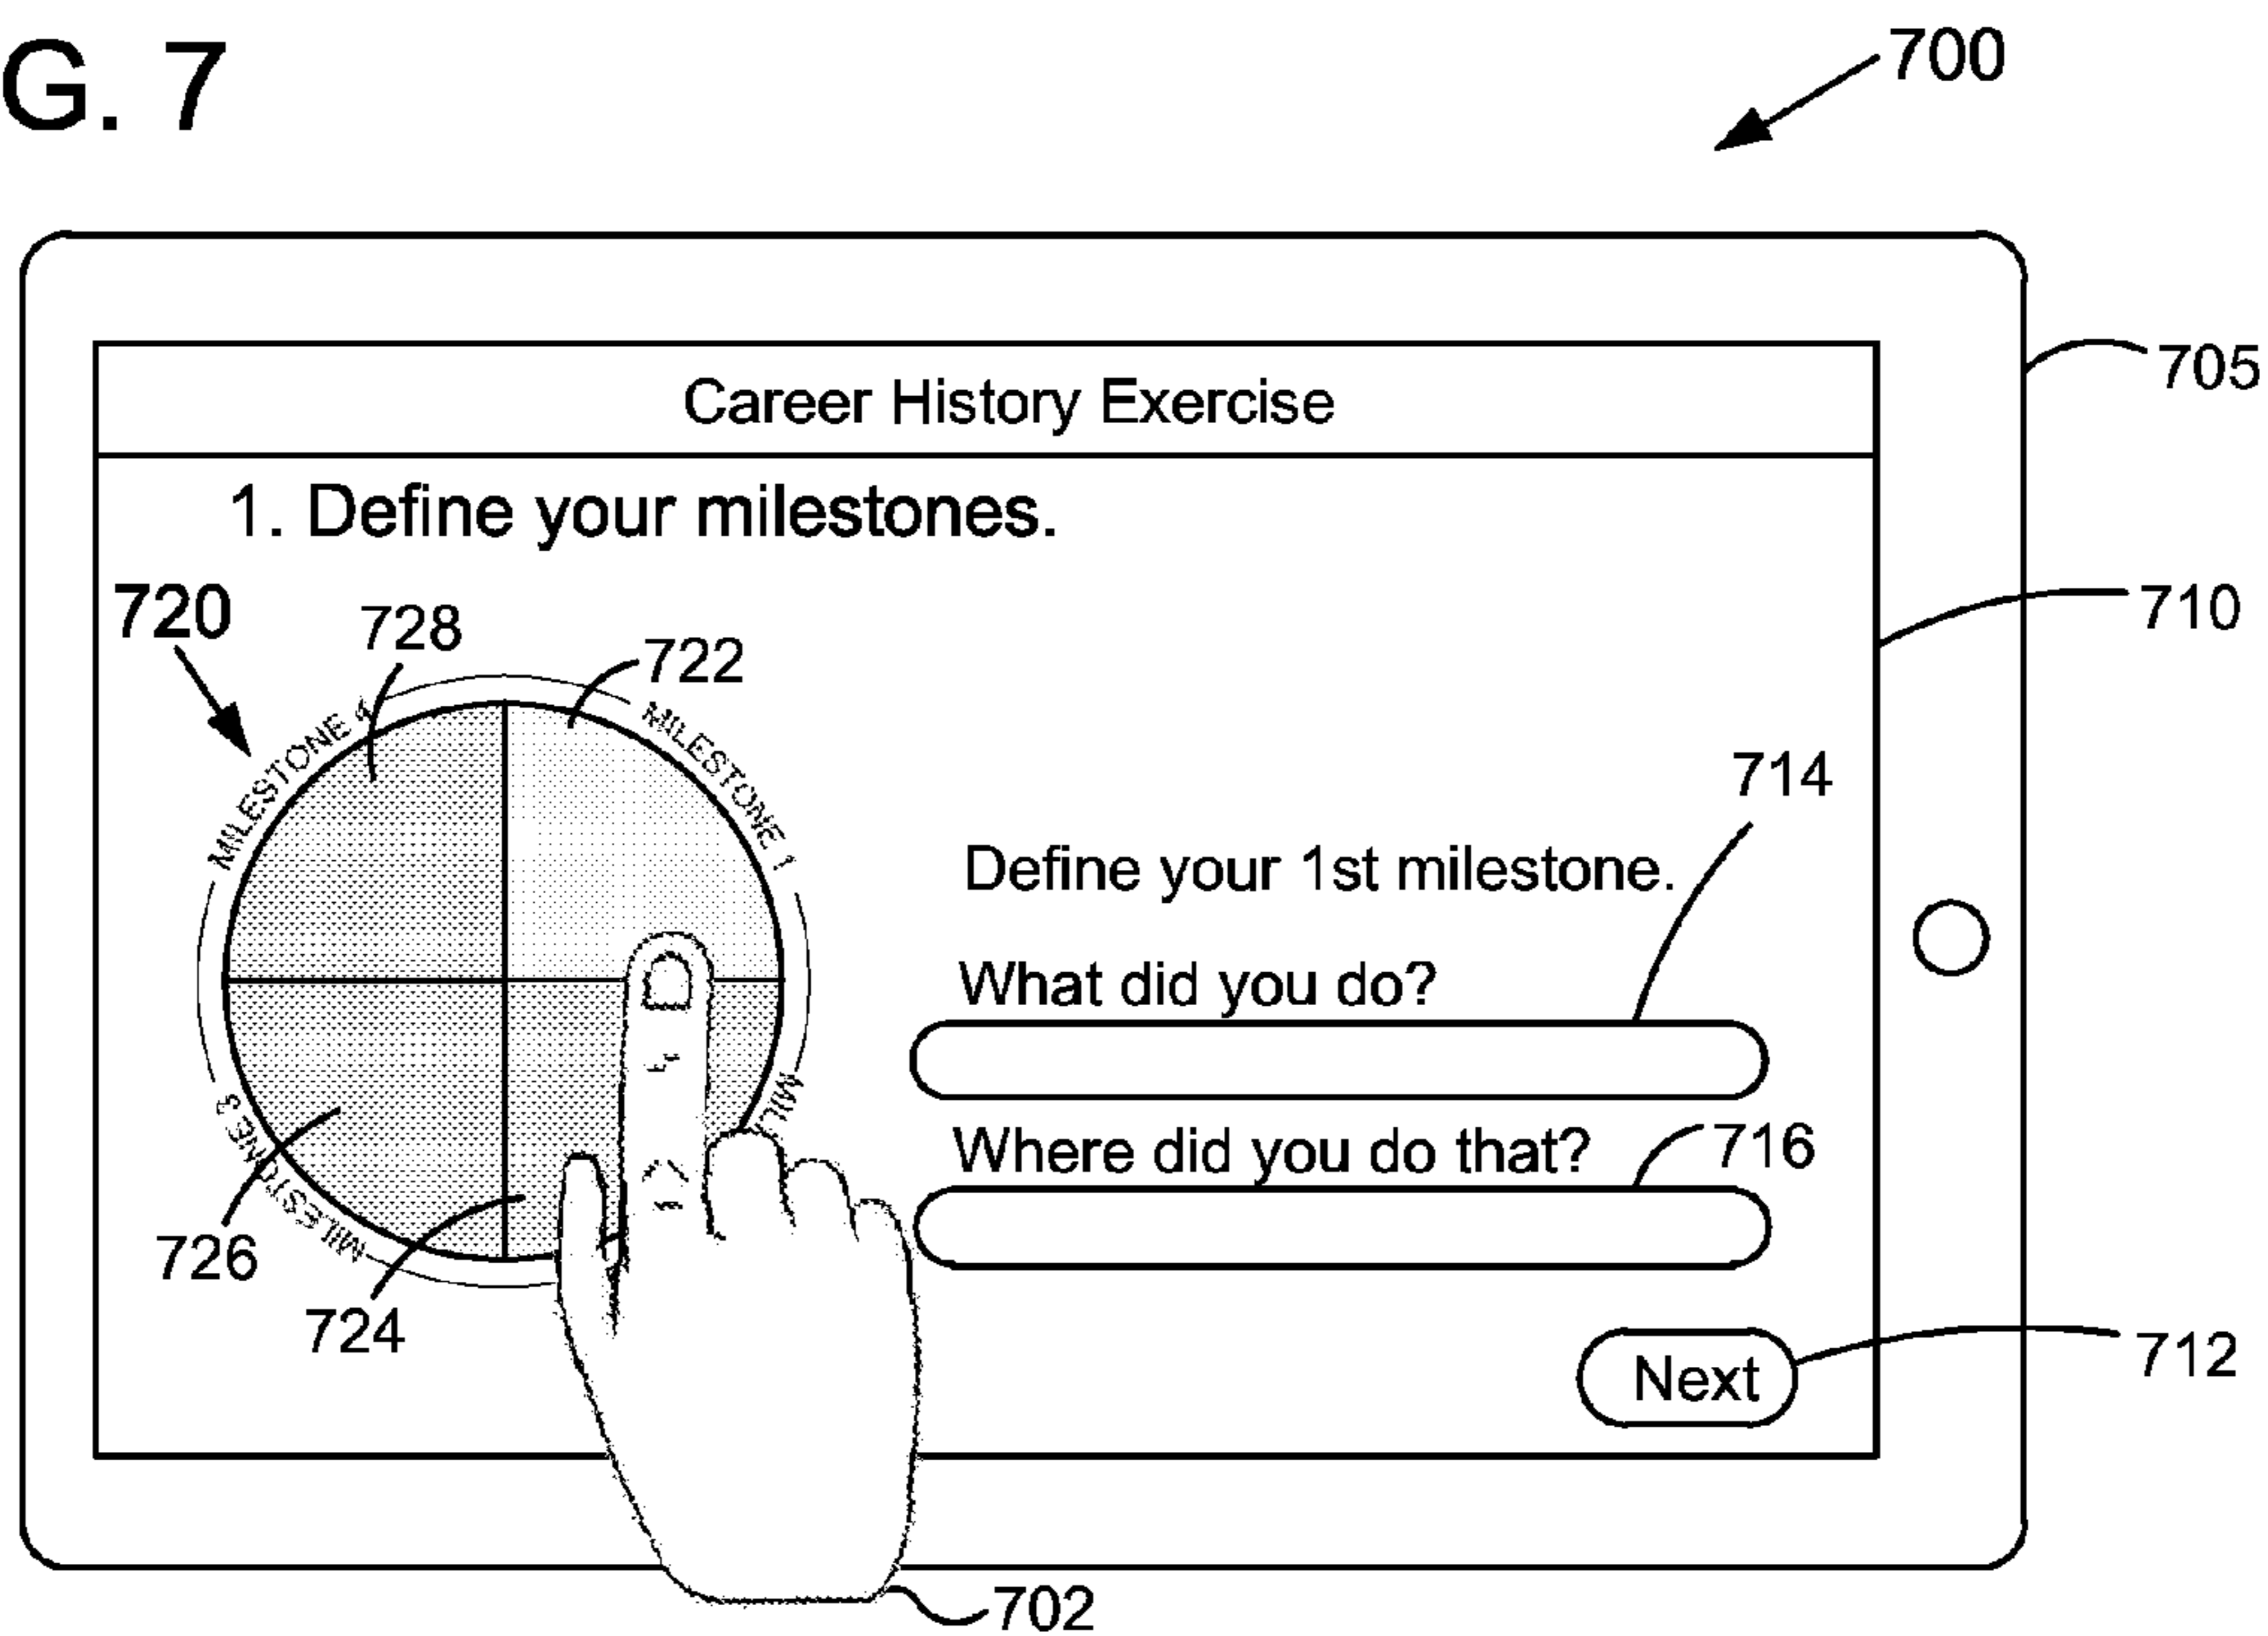 G. 7
700
705
Career History Exercise
1. Define your milestones.
710
720
728
722
MILESTONE 4
MILESTONE 1
714
Define your 1st milestone.
What did you do?
MIL
MILESTONE 3
Where did you do that?
716
726
724
Next
712
702